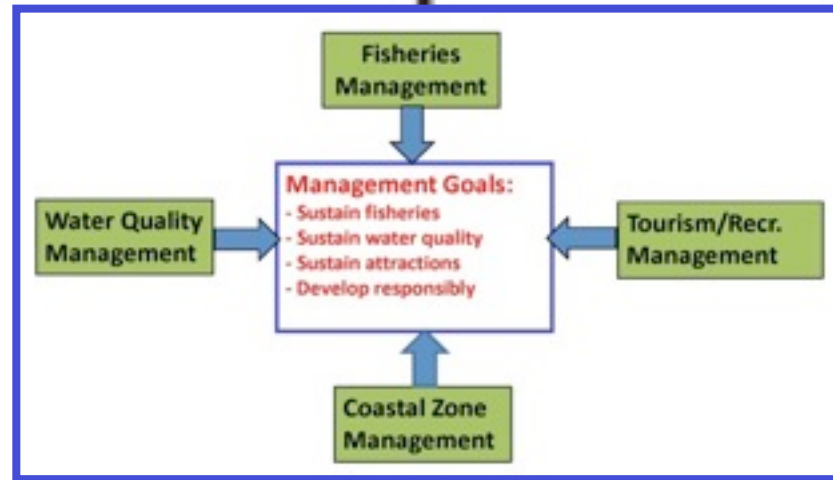 Fisheries
Management
Management Goals:
- Sustain fisheries
- Sustain water quality
- Sustain attractions
- Develop responsibly
Water Quality
Management
Tourism/Recr.
Management
Coastal Zone
Management